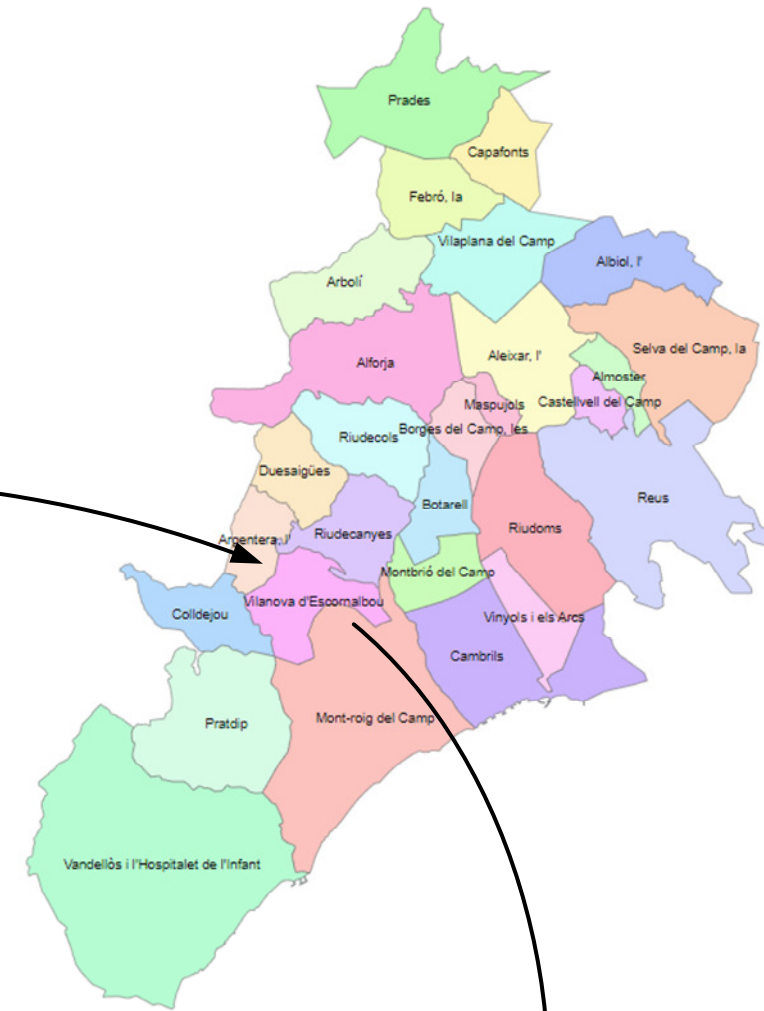 Prades
Capafonts
Febró, la
Vilaplana del Camp
Albiol, l'
Arbolí
Selva del Camp, la
Aleixar, l'
Alforja
Almoster
Castellvell del Camp
Maspujols
Borges del Camp, les
Riudecols
Duesaigües
Reus
Botarell
Riudoms
Riudecanyes
Argentera, l'
Montbrió del Camp
Vilanova d'Escornalbou
Colldejou
Vinyols i els Arcs
Cambrils
Mont-roig del Camp
Pratdip
Vandellòs i l'Hospitalet de l'Infant